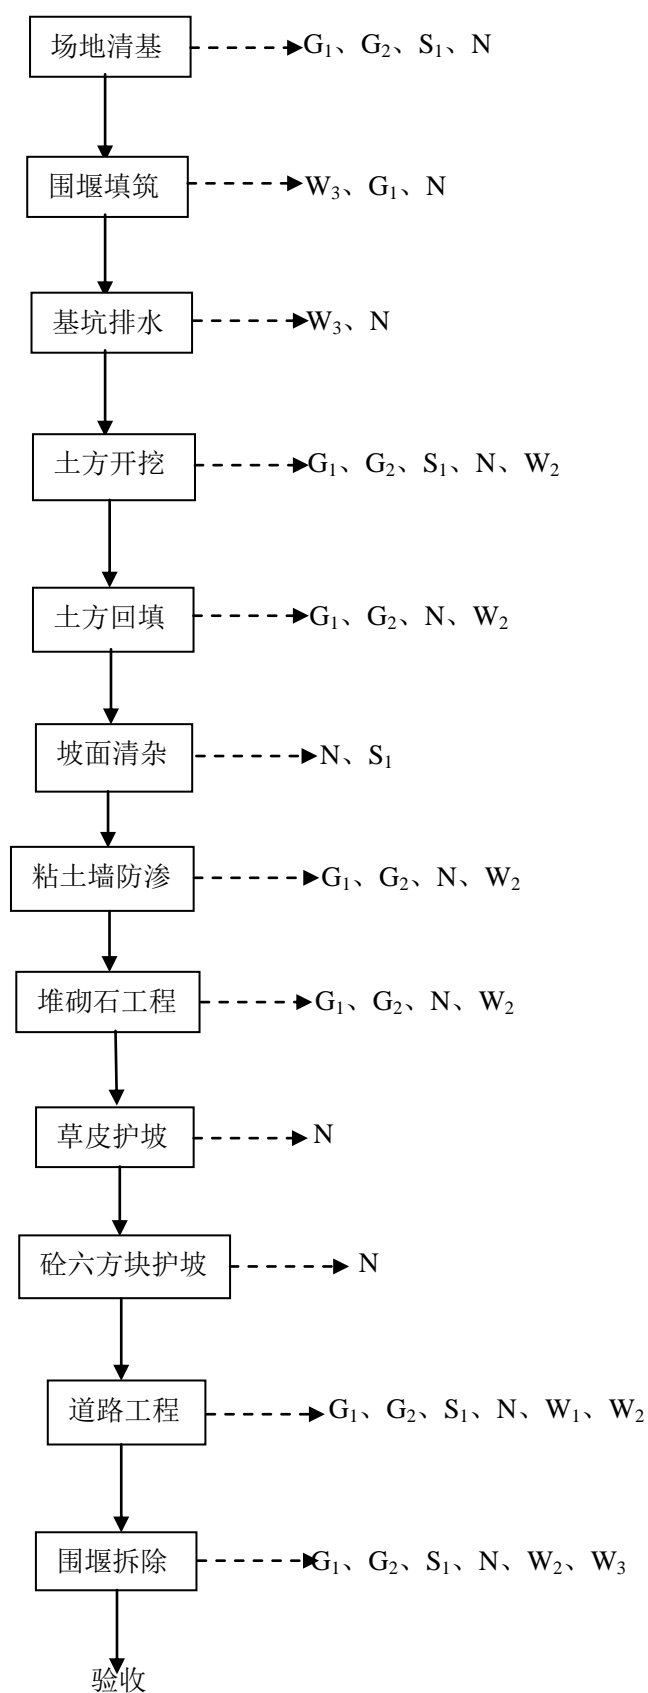 场地清基 G₁、G₂、S₁、N
围堰填筑 W₃、G₁、N
基坑排水 W₃、N
土方开挖 G₁、G₂、S₁、N、W₂
土方回填 G₁、G₂、N、W₂
坡面清杂 N、S₁
粘土墙防渗 G₁、G₂、N、W₂
堆砌石工程 G₁、G₂、N、W₂
草皮护坡 N
砼六方块护坡 N
道路工程 G₁、G₂、S₁、N、W₁、W₂
围堰拆除 G₁、G₂、S₁、N、W₂、W₃
验收